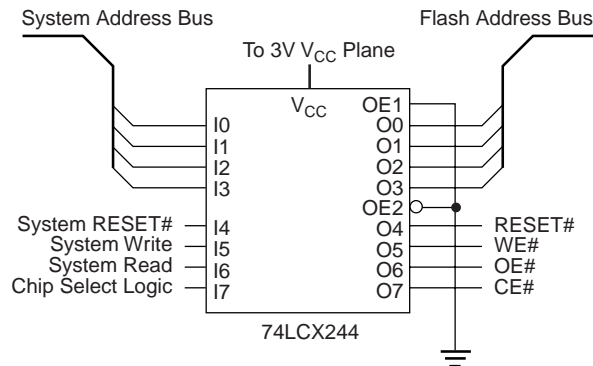 System Address Bus
Flash Address Bus
To 3V VCC Plane
VCC
OE1
I0
O0
I1
O1
I2
O2
I3
O3
OE2
System RESET#
I4
O4
RESET#
System Write
I5
O5
WE#
System Read
I6
O6
OE#
Chip Select Logic
I7
O7
CE#
74LCX244